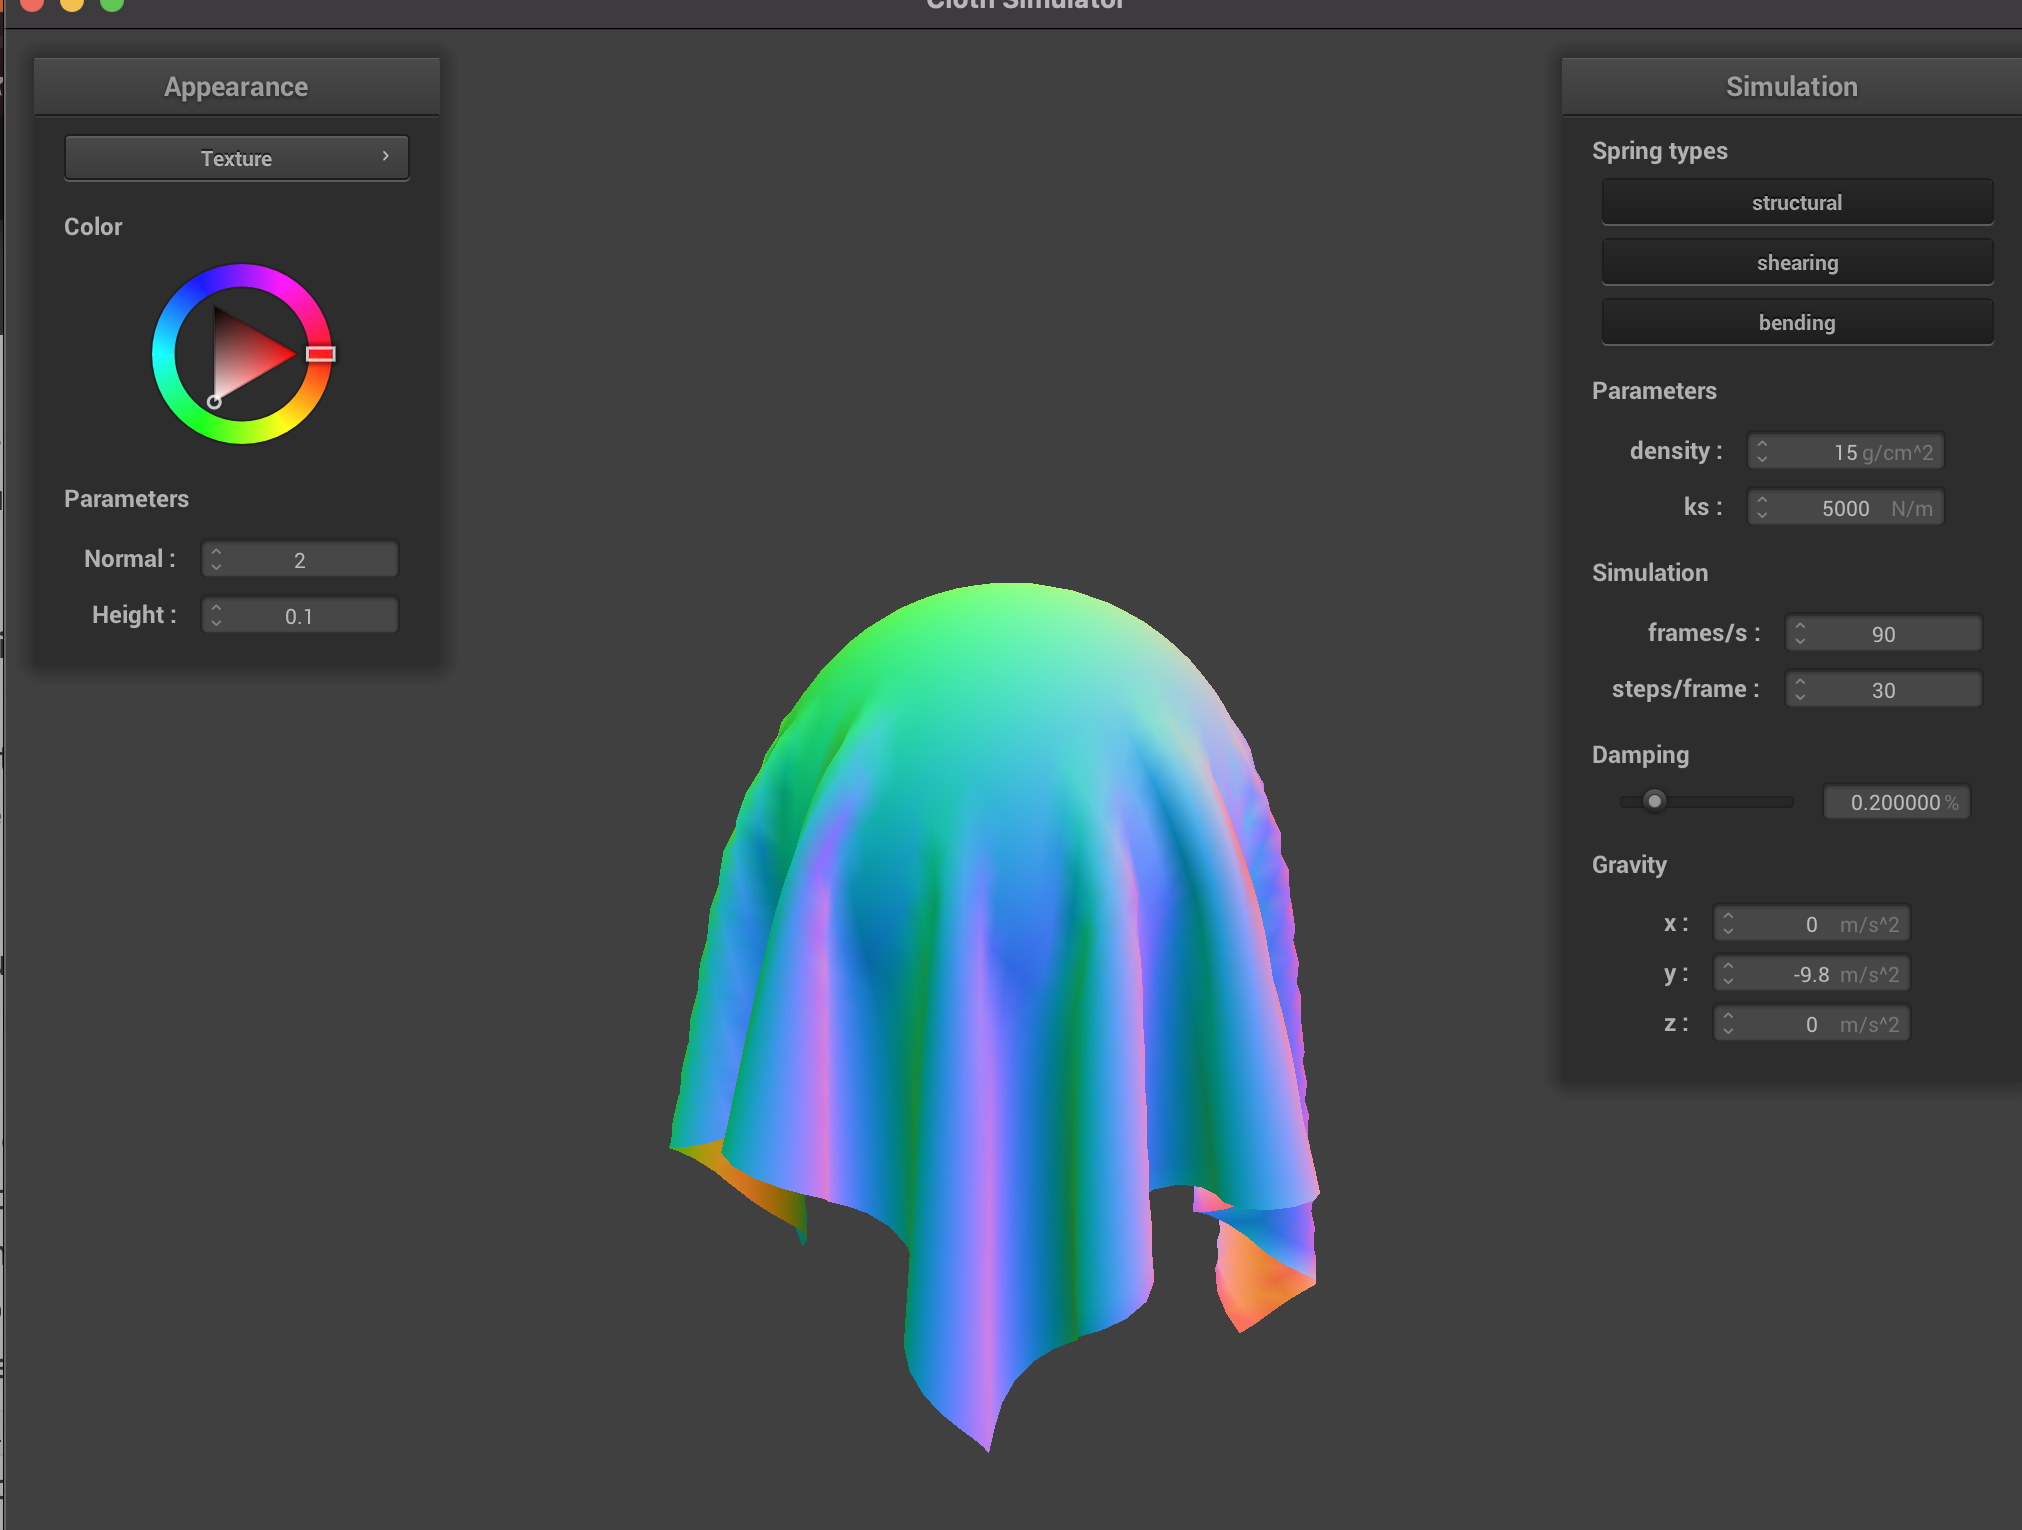 Cloth Simulator
Appearance
Texture
Color
Parameters
Normal :
2
Height :
0.1
Simulation
Spring types
structural
shearing
bending
Parameters
density :
15 g/cm^2
ks :
5000 N/m
Simulation
frames/s :
90
steps/frame :
30
Damping
0.200000 %
Gravity
x :
0 m/s^2
y :
-9.8 m/s^2
z :
0 m/s^2